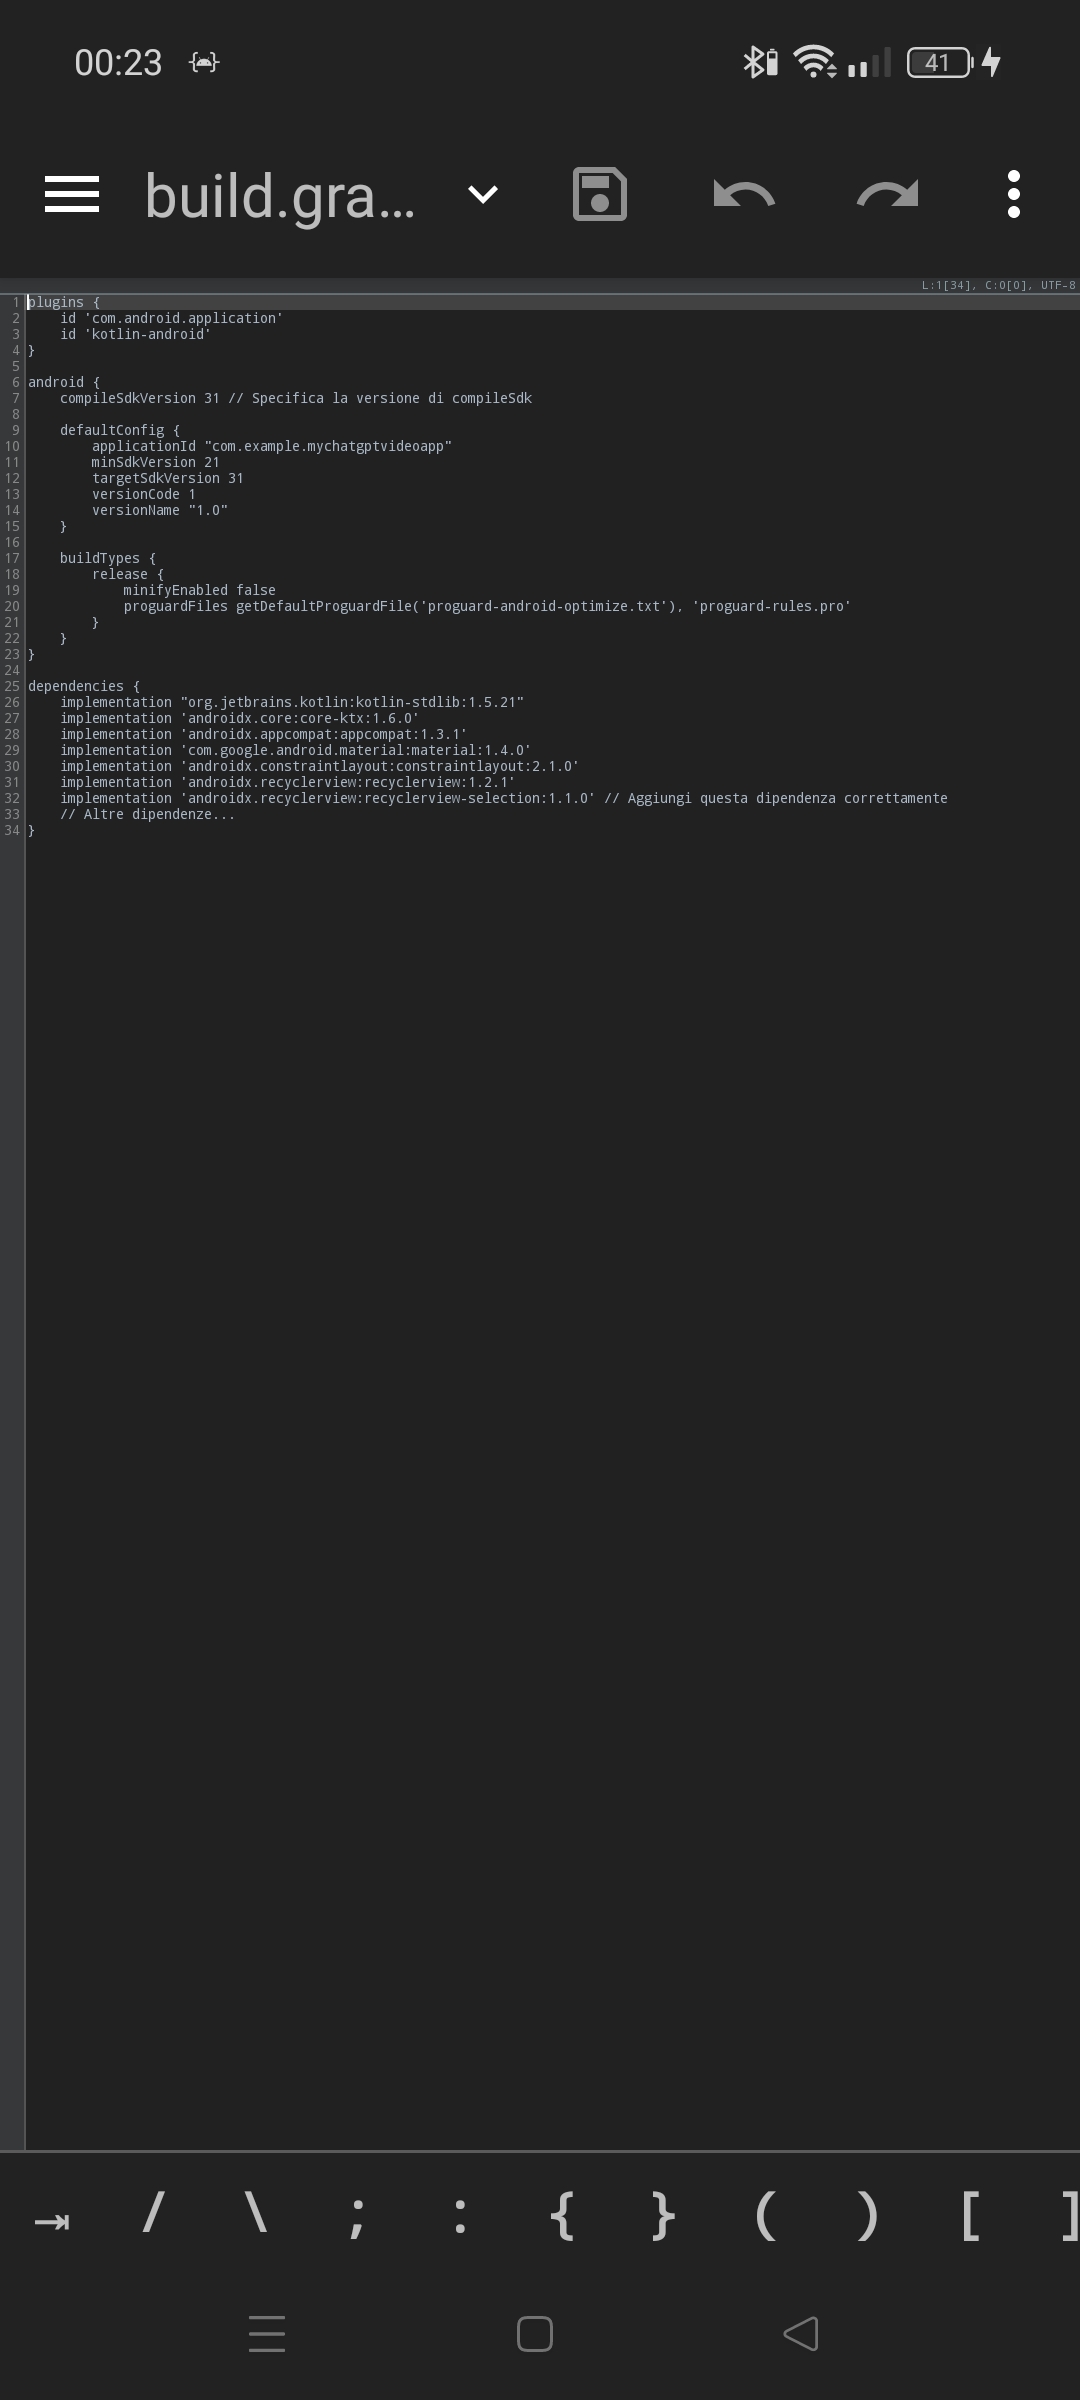 00:23
41
build.gra...
L:1[34], C:0[0], UTF-8
1 plugins {
2     id 'com.android.application'
3     id 'kotlin-android'
4 }
5
6 android {
7     compileSdkVersion 31 // Specifica la versione di compileSdk
8
9     defaultConfig {
10         applicationId "com.example.mychatgptvideoapp"
11         minSdkVersion 21
12         targetSdkVersion 31
13         versionCode 1
14         versionName "1.0"
15     }
16
17     buildTypes {
18         release {
19             minifyEnabled false
20             proguardFiles getDefaultProguardFile('proguard-android-optimize.txt'), 'proguard-rules.pro'
21         }
22     }
23 }
24
25 dependencies {
26     implementation "org.jetbrains.kotlin:kotlin-stdlib:1.5.21"
27     implementation 'androidx.core:core-ktx:1.6.0'
28     implementation 'androidx.appcompat:appcompat:1.3.1'
29     implementation 'com.google.android.material:material:1.4.0'
30     implementation 'androidx.constraintlayout:constraintlayout:2.1.0'
31     implementation 'androidx.recyclerview:recyclerview:1.2.1'
32     implementation 'androidx.recyclerview:recyclerview-selection:1.1.0' // Aggiungi questa dipendenza correttamente
33     // Altre dipendenze...
34 }
⇥ / \ ; : { } ( ) [ ]